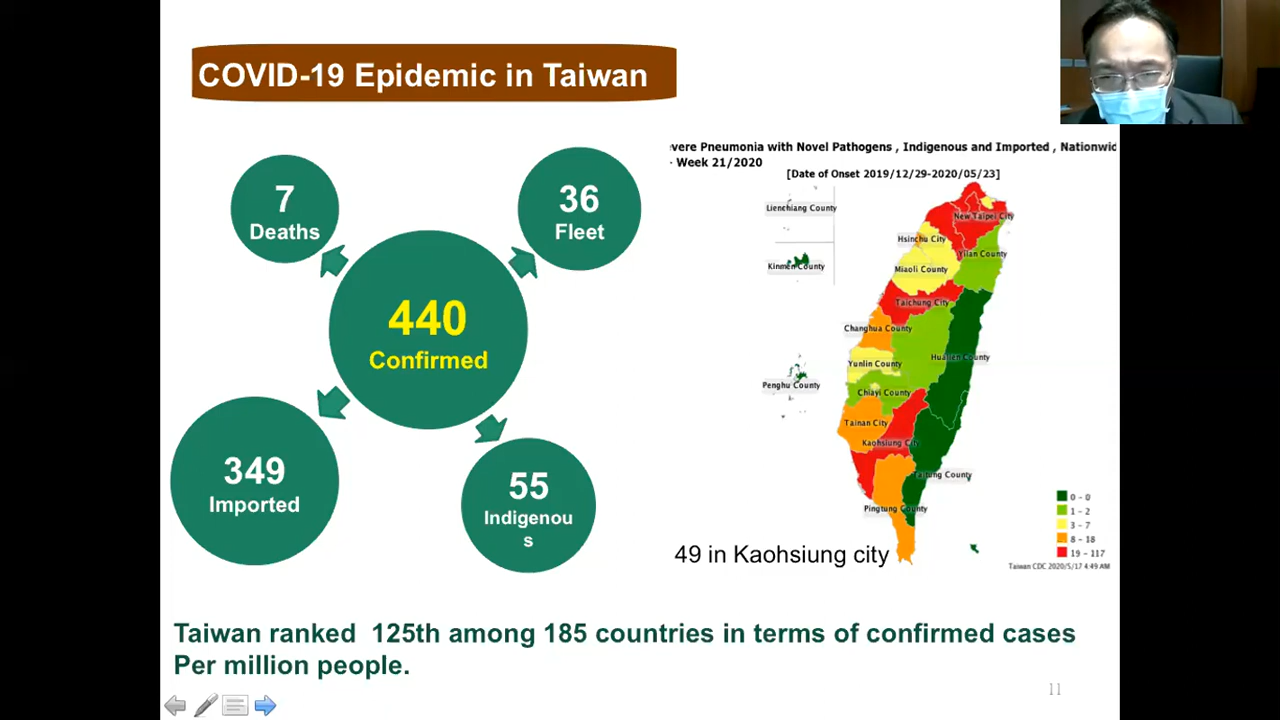 COVID-19 Epidemic in Taiwan
7
Deaths
36
Fleet
440
Confirmed
349
Imported
55
Indigenou
s
vere Pneumonia with Novel Pathogens , Indigenous and Imported , Nationwid
- Week 21/2020
[Date of Onset 2019/12/29-2020/05/23]
Lienchiang County
New Taipei City
Hsinchu City
Yilan County
Kinmen County
Miaoli County
Taichung City
Changhua County
Hualien County
Yunlin County
Penghu County
Chiayi County
Tainan City
Kaohsiung City
Taitung County
Pingtung County
0 - 0
1 - 2
3 - 7
8 - 18
19 - 117
Taiwan CDC 2020/5/17 4:49 AM
49 in Kaohsiung city
Taiwan ranked 125th among 185 countries in terms of confirmed cases
Per million people.
11